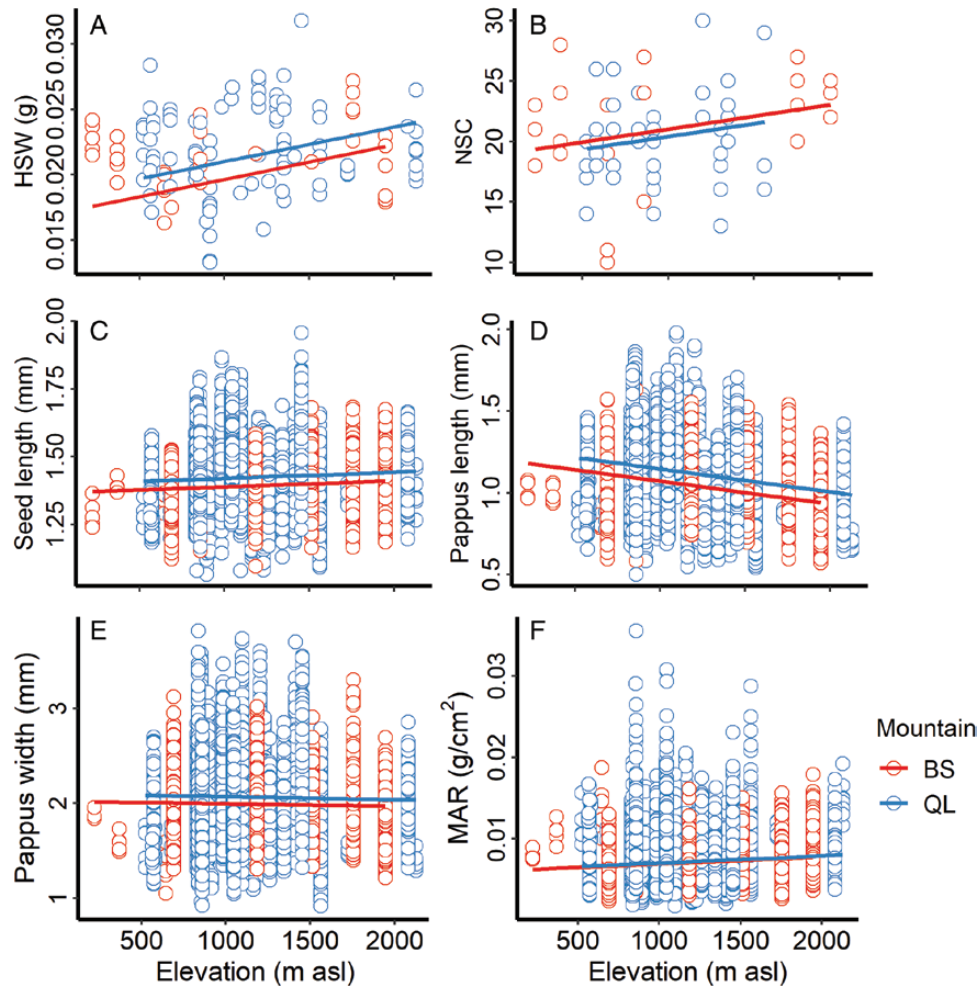 A
HSW (g)
0.030
0.025
0.020
0.015
B
NSC
30
25
20
15
10
C
Seed length (mm)
2.00
1.75
1.50
1.25
D
Pappus length (mm)
2.0
1.5
1.0
0.5
E
Pappus width (mm)
3
2
1
500 1000 1500 2000
Elevation (m asl)
F
MAR (g/cm²)
0.03
0.02
0.01
500 1000 1500 2000
Elevation (m asl)
Mountain
BS
QL